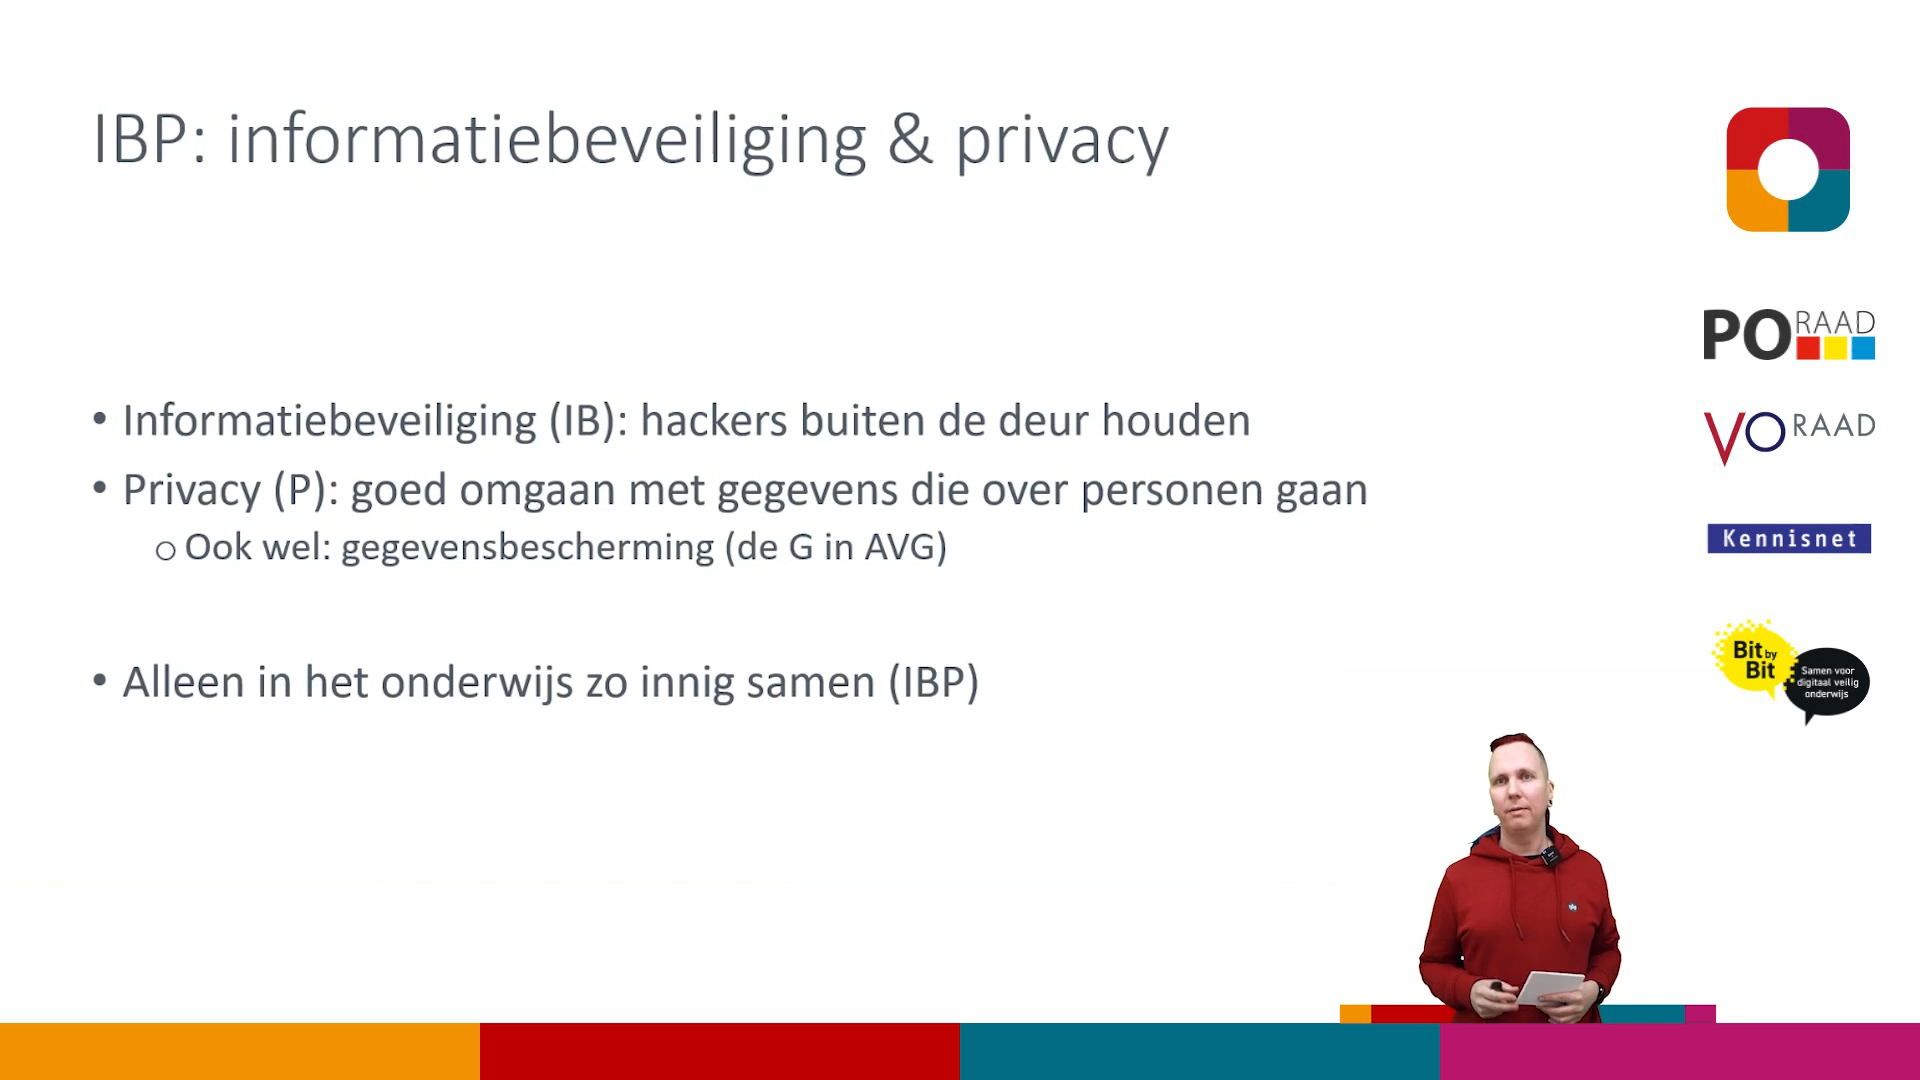 IBP: informatiebeveiliging & privacy
• Informatiebeveiliging (IB): hackers buiten de deur houden
• Privacy (P): goed omgaan met gegevens die over personen gaan
o Ook wel: gegevensbescherming (de G in AVG)
• Alleen in het onderwijs zo innig samen (IBP)
PO RAAD
VO RAAD
Kennisnet
Bit by
Bit
Samen voor
digitaal veilig
onderwijs